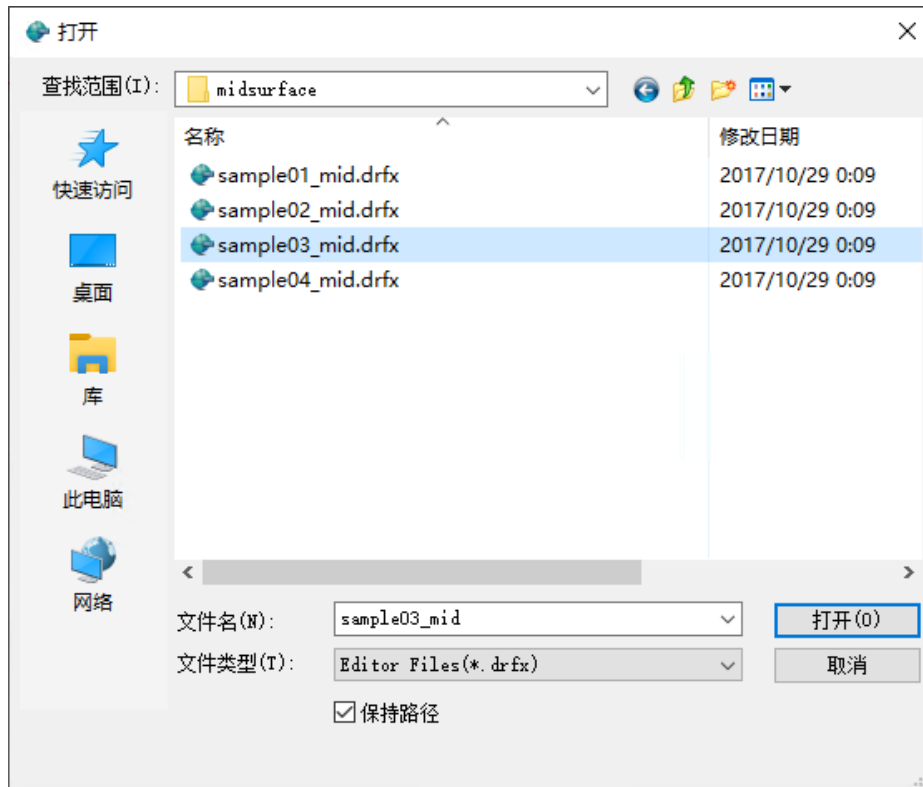 打开
查找范围(I):
midsurface
快速访问
桌面
库
此电脑
网络
名称
修改日期
sample01_mid.drfx 2017/10/29 0:09
sample02_mid.drfx 2017/10/29 0:09
sample03_mid.drfx 2017/10/29 0:09
sample04_mid.drfx 2017/10/29 0:09
文件名(N): sample03_mid 打开(O)
文件类型(T): Editor Files(*.drfx) 取消
保持路径